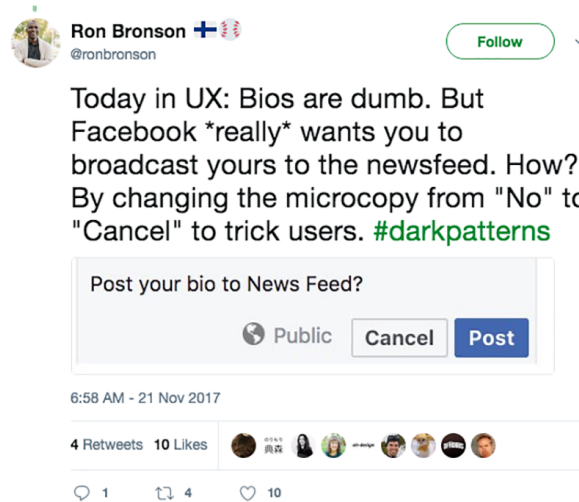 Ron Bronson
@ronbronson
Follow
Today in UX: Bios are dumb. But
Facebook *really* wants you to
broadcast yours to the newsfeed. How?
By changing the microcopy from "No" to
"Cancel" to trick users. #darkpatterns
Post your bio to News Feed?
Public Cancel Post
6:58 AM - 21 Nov 2017
4 Retweets 10 Likes
1 4 10